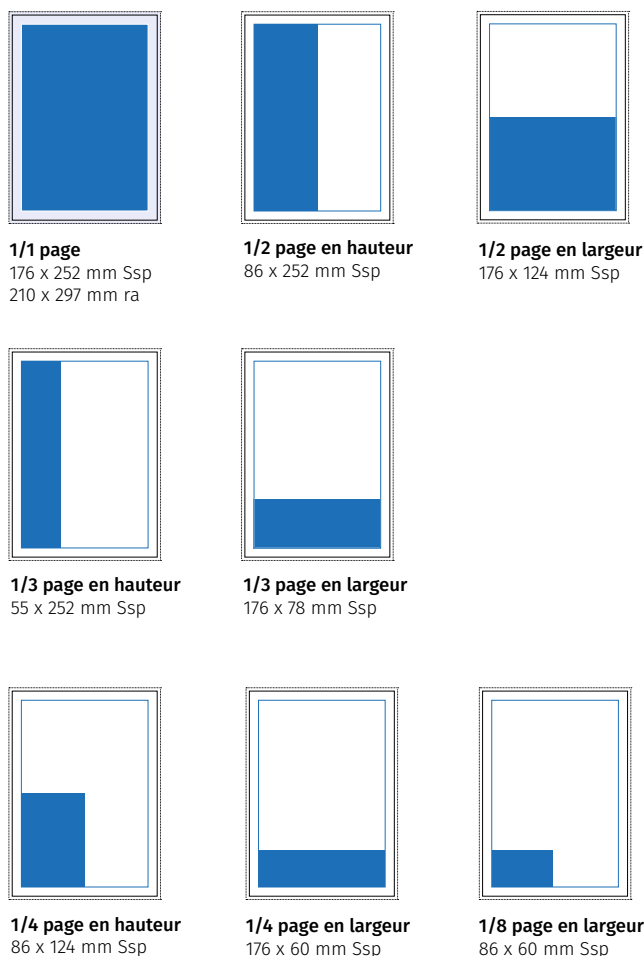 1/1 page
176 x 252 mm Ssp
210 x 297 mm ra
1/2 page en hauteur
86 x 252 mm Ssp
1/2 page en largeur
176 x 124 mm Ssp
1/3 page en hauteur
55 x 252 mm Ssp
1/3 page en largeur
176 x 78 mm Ssp
1/4 page en hauteur
86 x 124 mm Ssp
1/4 page en largeur
176 x 60 mm Ssp
1/8 page en largeur
86 x 60 mm Ssp